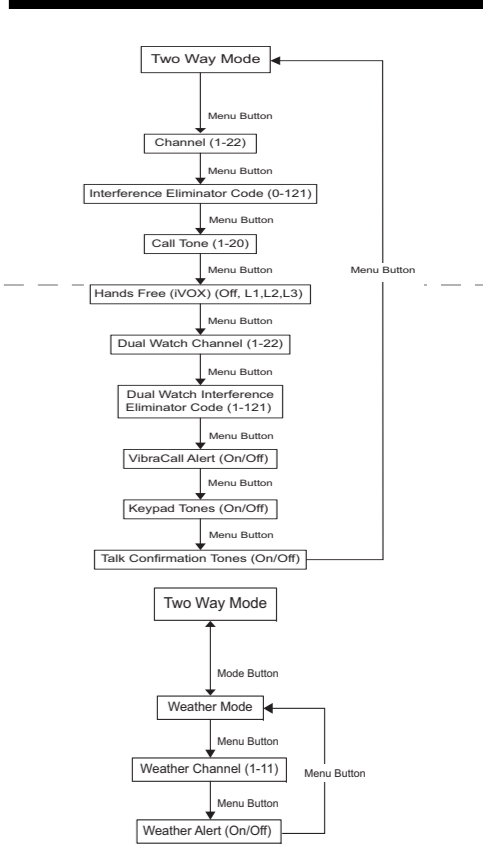 Two Way Mode
Menu Button
Channel (1-22)
Menu Button
Interference Eliminator Code (0-121)
Menu Button
Call Tone (1-20)
Menu Button
Menu Button
Hands Free (iVOX) (Off, L1,L2,L3)
Menu Button
Dual Watch Channel (1-22)
Menu Button
Dual Watch Interference
Eliminator Code (1-121)
Menu Button
VibraCall Alert (On/Off)
Menu Button
Keypad Tones (On/Off)
Menu Button
Talk Confirmation Tones (On/Off)
Two Way Mode
Mode Button
Weather Mode
Menu Button
Weather Channel (1-11)
Menu Button
Menu Button
Weather Alert (On/Off)